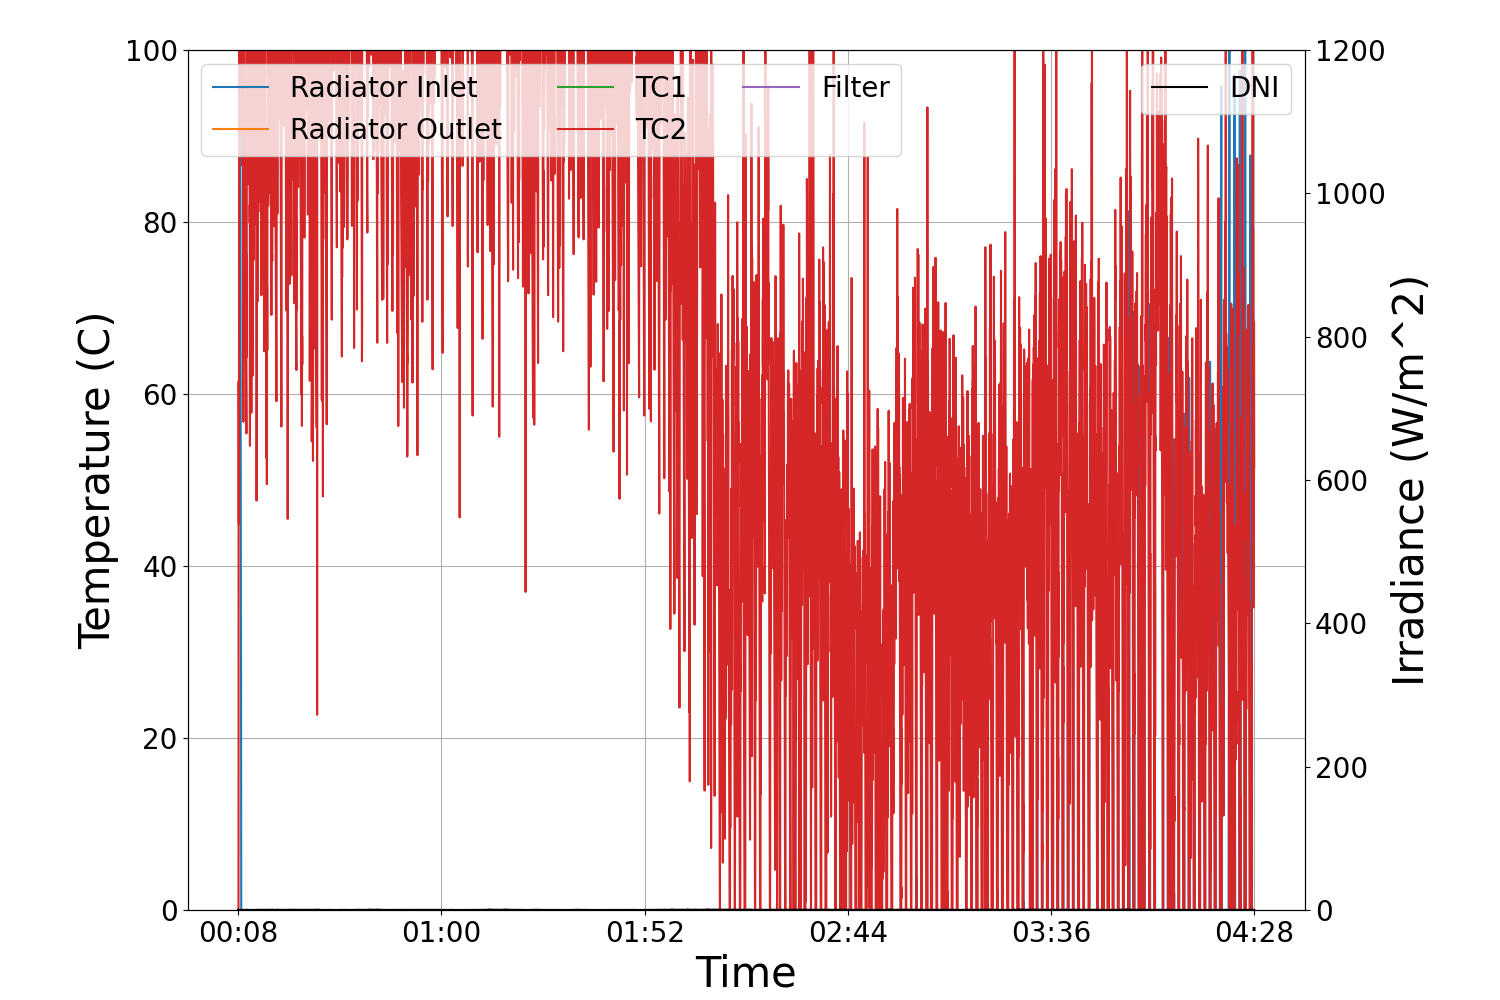 100
80
60
40
20
0
Temperature (C)
Radiator Inlet
Radiator Outlet
TC1
TC2
Filter
DNI
1200
1000
800
600
400
200
0
Irradiance (W/m^2)
00:08 01:00 01:52 02:44 03:36 04:28
Time